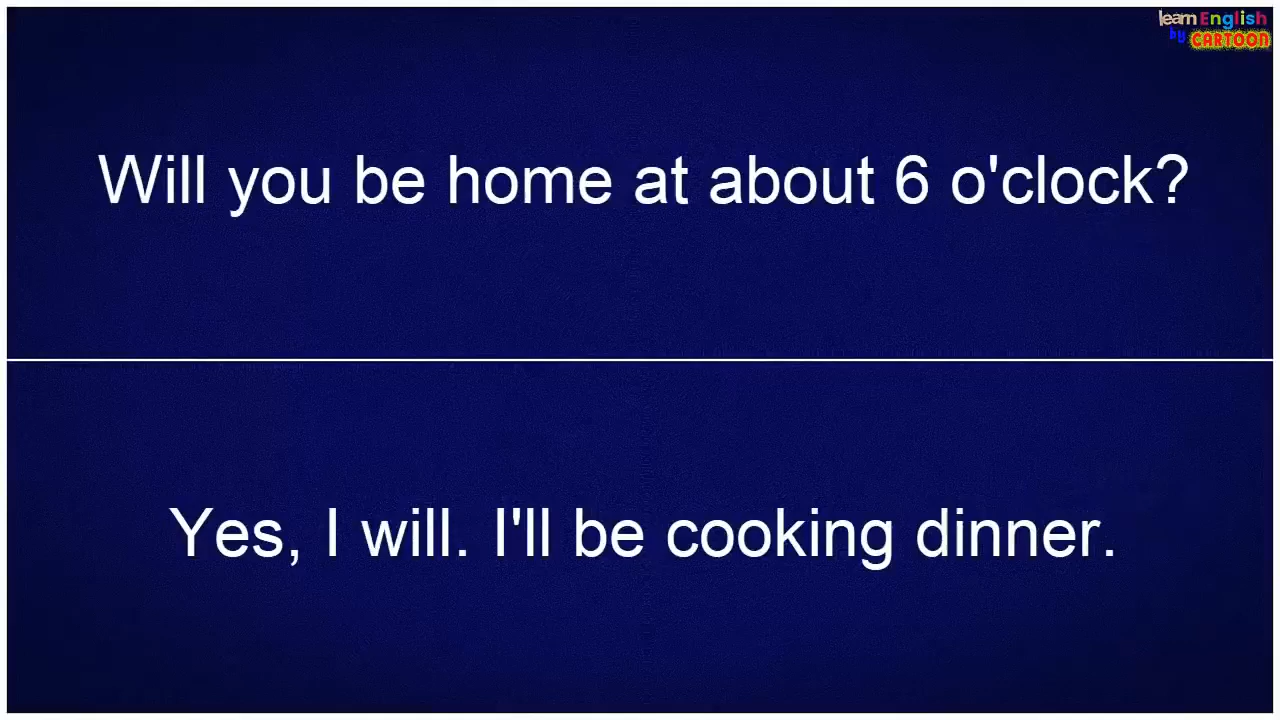 learn English
by CARTOON
Will you be home at about 6 o'clock?
Yes, I will. I'll be cooking dinner.